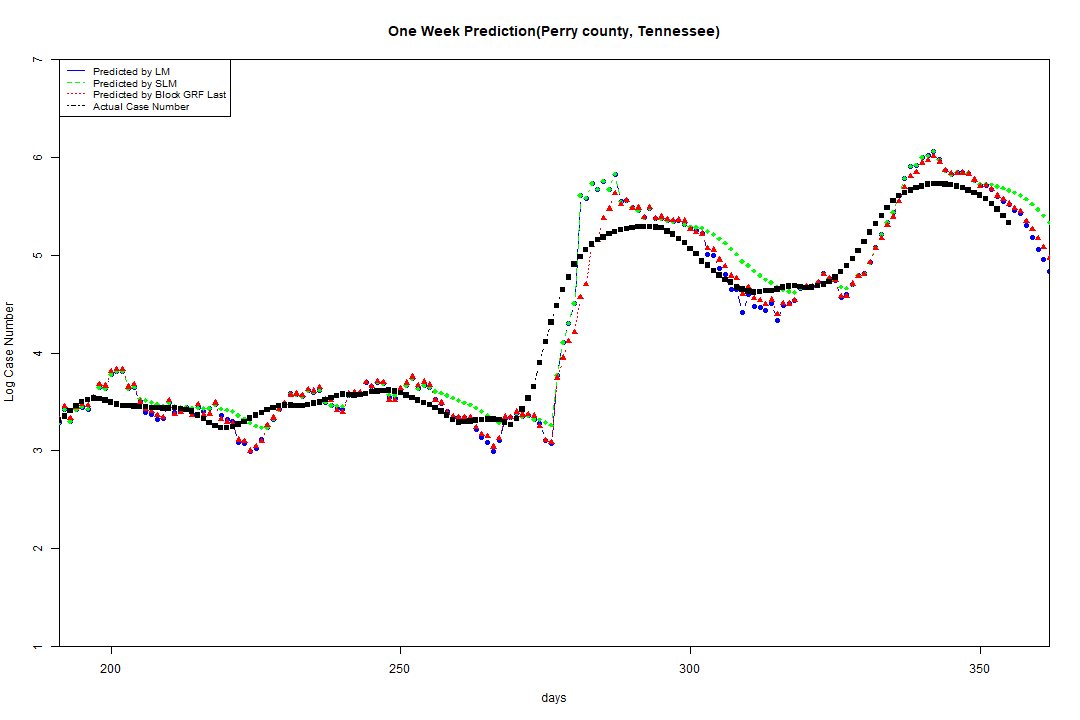 One Week Prediction(Perry county, Tennessee)
Predicted by LM
Predicted by SLM
Predicted by Block GRF Last
Actual Case Number
Log Case Number
7
6
5
4
3
2
1
200
250
300
350
days